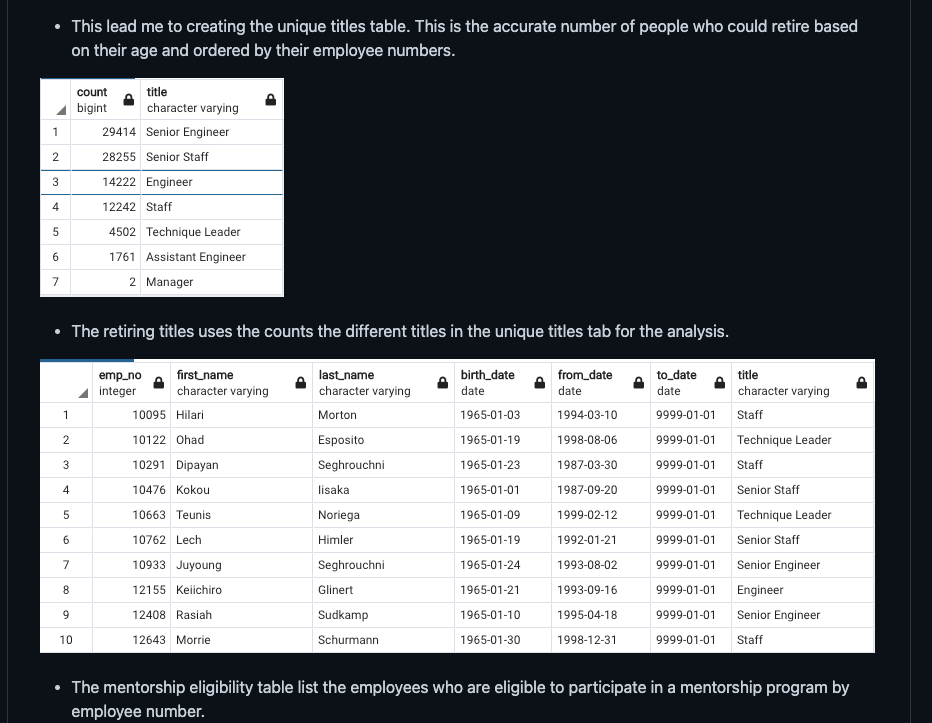 • This lead me to creating the unique titles table. This is the accurate number of people who could retire based
on their age and ordered by their employee numbers.
count title
bigint character varying
1 29414 Senior Engineer
2 28255 Senior Staff
3 14222 Engineer
4 12242 Staff
5 4502 Technique Leader
6 1761 Assistant Engineer
7 2 Manager
• The retiring titles uses the counts the different titles in the unique titles tab for the analysis.
emp_no first_name last_name birth_date from_date to_date title
integer character varying character varying date date date character varying
1 10095 Hilari Morton 1965-01-03 1994-03-10 9999-01-01 Staff
2 10122 Ohad Esposito 1965-01-19 1998-08-06 9999-01-01 Technique Leader
3 10291 Dipayan Seghrouchni 1965-01-23 1987-03-30 9999-01-01 Staff
4 10476 Kokou Iisaka 1965-01-01 1987-09-20 9999-01-01 Senior Staff
5 10663 Teunis Noriega 1965-01-09 1999-02-12 9999-01-01 Technique Leader
6 10762 Lech Himler 1965-01-19 1992-01-21 9999-01-01 Senior Staff
7 10933 Juyoung Seghrouchni 1965-01-24 1993-08-02 9999-01-01 Senior Engineer
8 12155 Keiichiro Glinert 1965-01-21 1993-09-16 9999-01-01 Engineer
9 12408 Rasiah Sudkamp 1965-01-10 1995-04-18 9999-01-01 Senior Engineer
10 12643 Morrie Schurmann 1965-01-30 1998-12-31 9999-01-01 Staff
• The mentorship eligibility table list the employees who are eligible to participate in a mentorship program by
employee number.